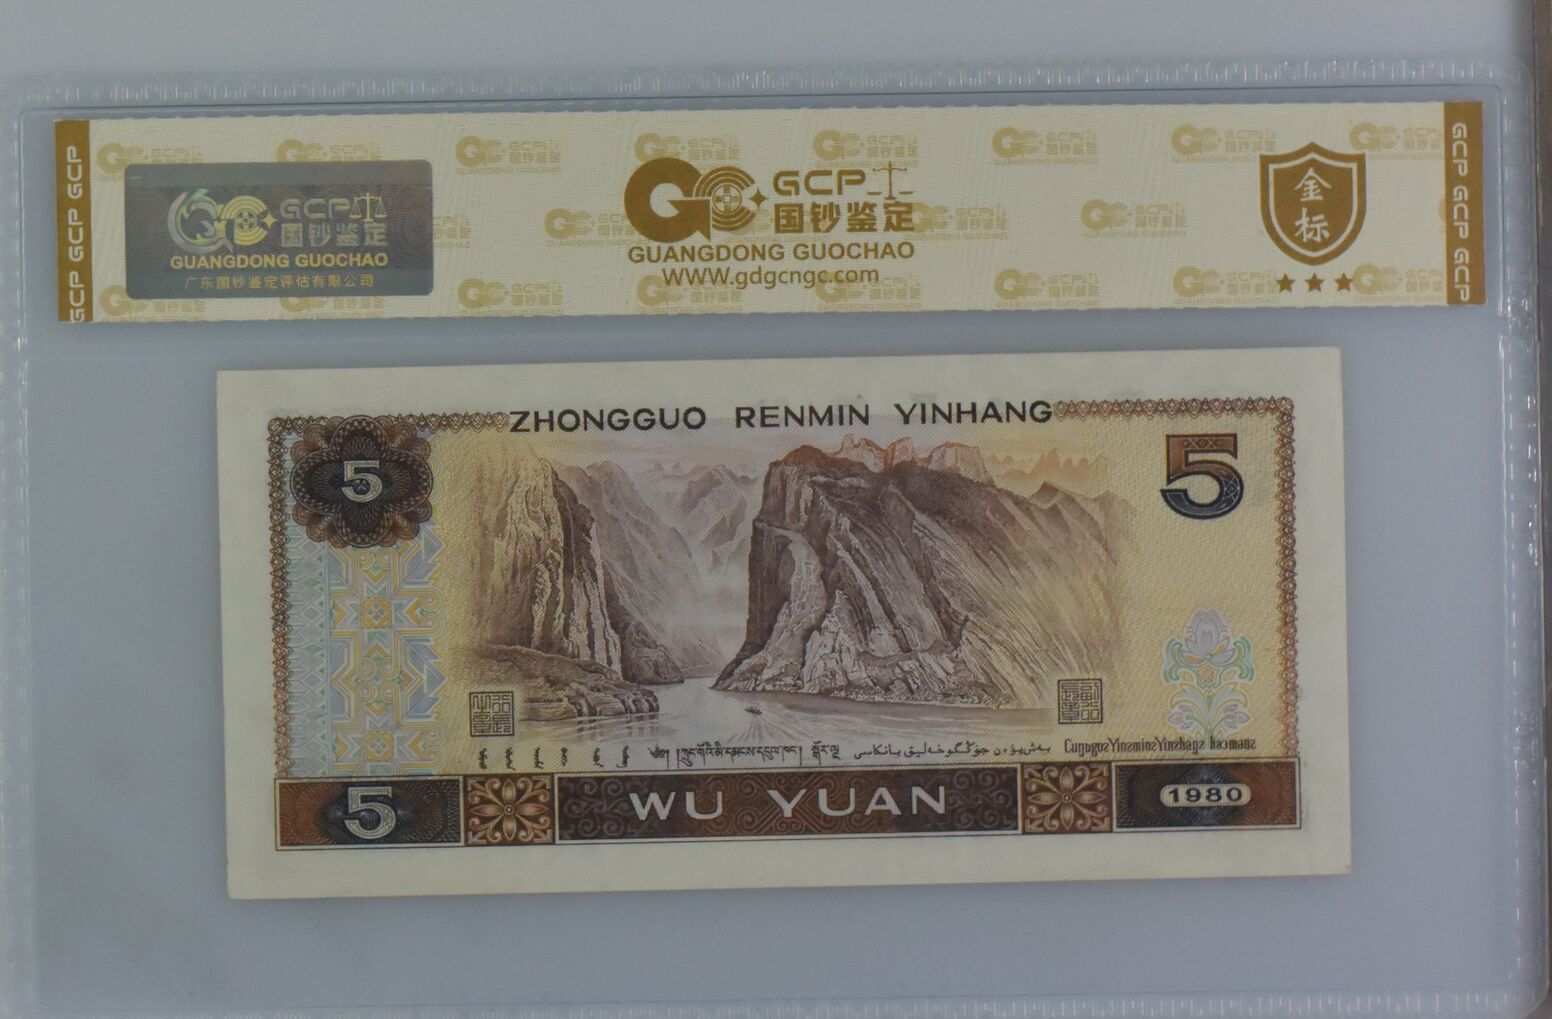 GCP GCP GCP
GCP 国钞鉴定
GUANGDONG GUOCHAO
广东国钞鉴定评估有限公司
GCP
国钞鉴定
GUANGDONG GUOCHAO
WWW.gdgcngc.com
金
标
GCP GCP GCP
ZHONGGUO RENMIN YINHANG
5
5
5
WU YUAN
1980